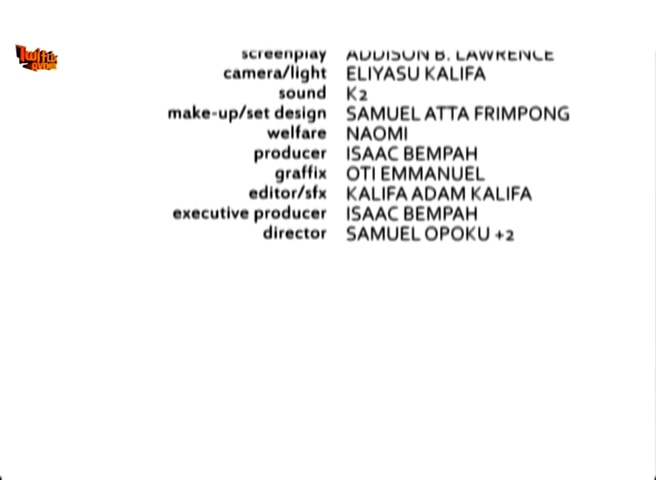 screenplay ADDISON B. LAWRENCE
camera/light ELIYASU KALIFA
sound K2
make-up/set design SAMUEL ATTA FRIMPONG
welfare NAOMI
producer ISAAC BEMPAH
graffix OTI EMMANUEL
editor/sfx KALIFA ADAM KALIFA
executive producer ISAAC BEMPAH
director SAMUEL OPOKU +2